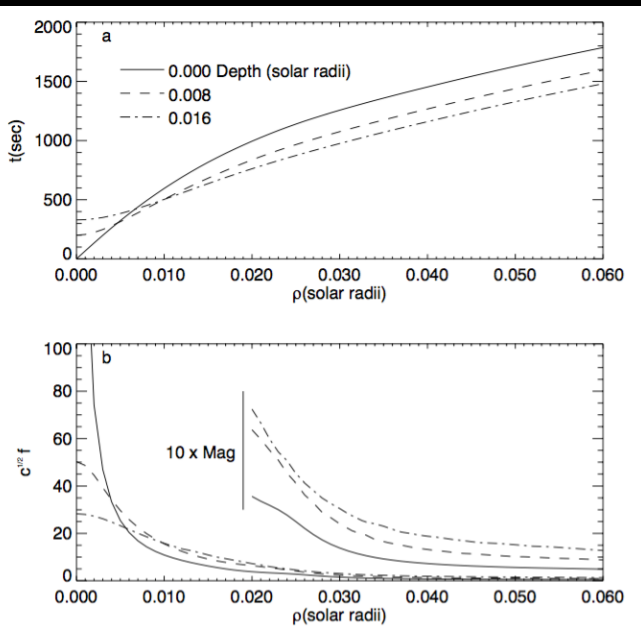 2000
a
0.000 Depth (solar radii)
1500
0.008
0.016
t(sec)
1000
500
0
0.000 0.010 0.020 0.030 0.040 0.050 0.060
ρ(solar radii)
100
b
80
60
10 x Mag
c^{1/2} f
40
20
0
0.000 0.010 0.020 0.030 0.040 0.050 0.060
ρ(solar radii)